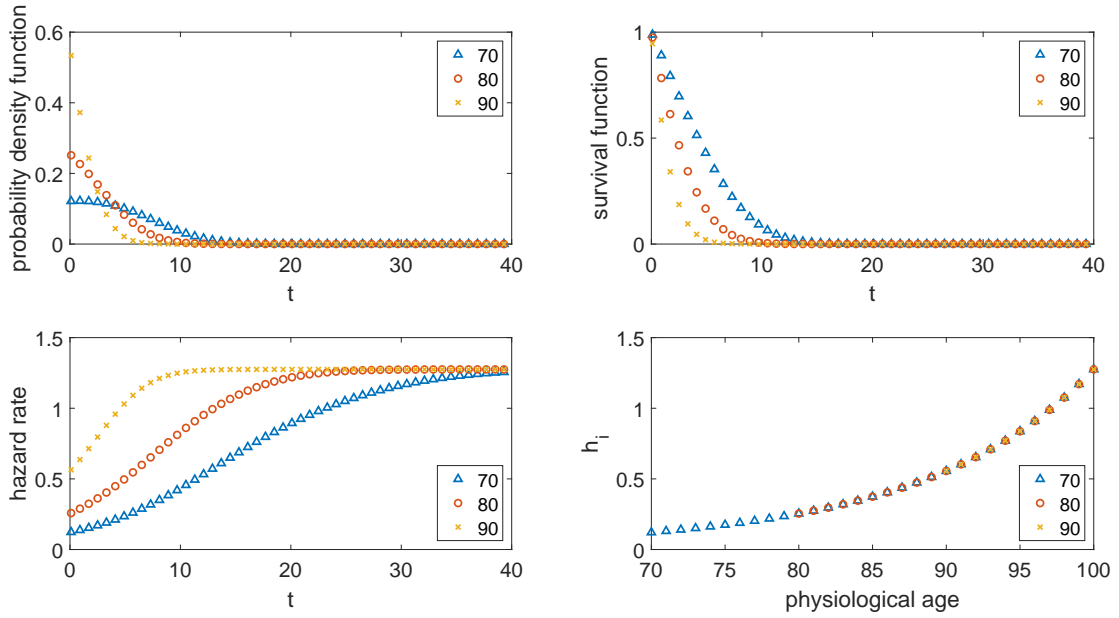 probability density function
0.6
0.4
0.2
0
0 10 20 30 40
t
70
80
90
survival function
1
0.5
0
0 10 20 30 40
t
70
80
90
hazard rate
1.5
1
0.5
0
0 10 20 30 40
t
70
80
90
h_i
1.5
1
0.5
0
70 75 80 85 90 95 100
physiological age
70
80
90